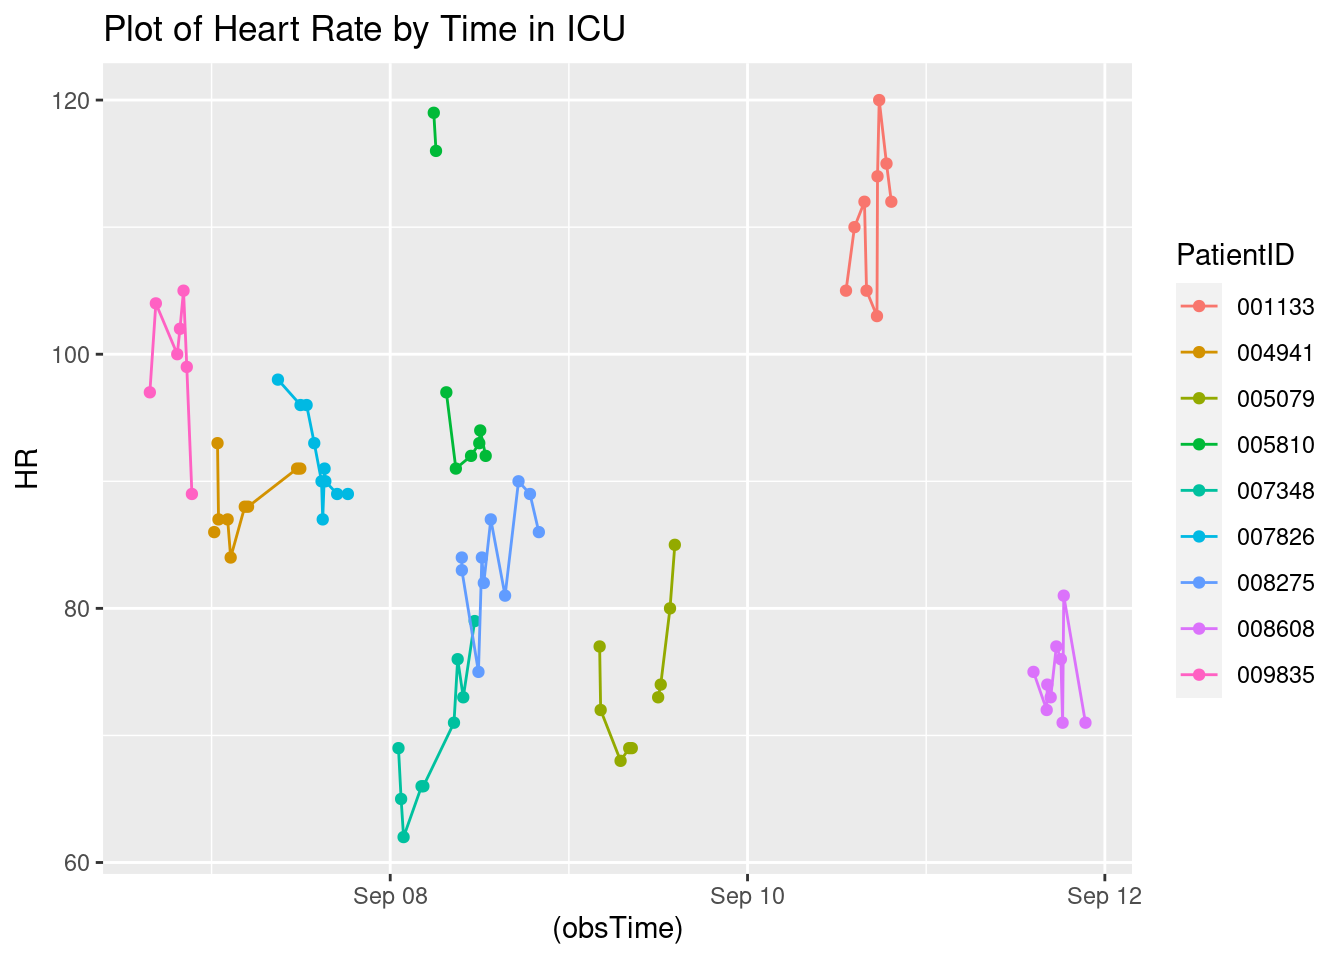 Plot of Heart Rate by Time in ICU
HR
120
100
80
60
Sep 08
Sep 10
Sep 12
(obsTime)
PatientID
001133
004941
005079
005810
007348
007826
008275
008608
009835